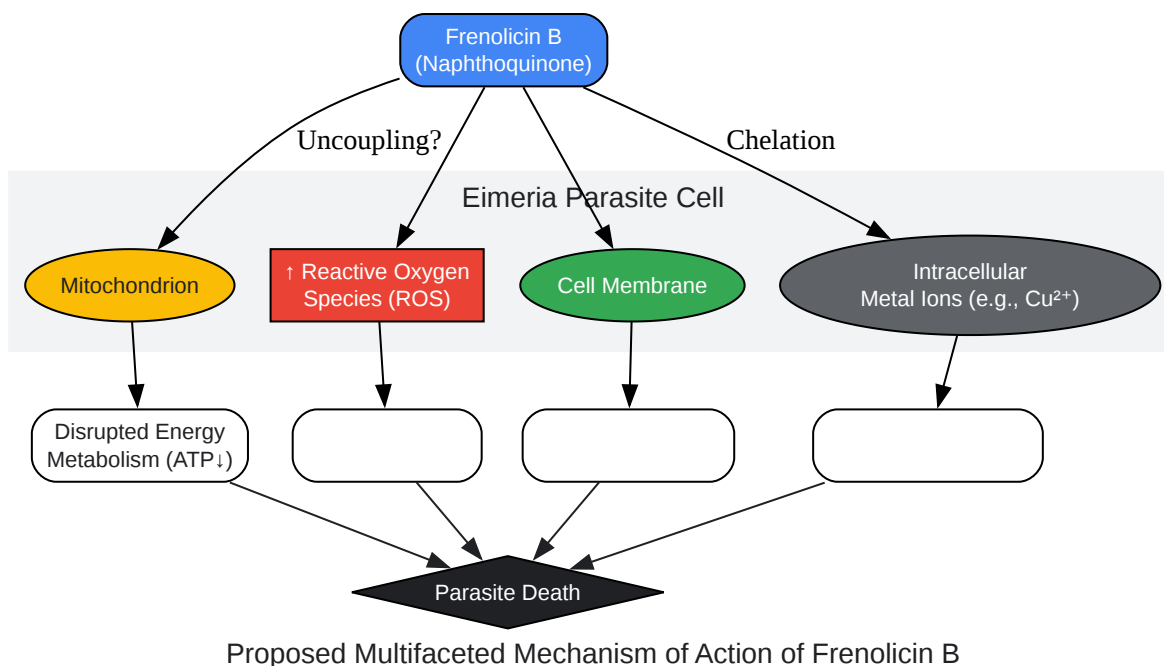 Frenolicin B
(Naphthoquinone)
Uncoupling?
Chelation
Eimeria Parasite Cell
Mitochondrion
↑ Reactive Oxygen
Species (ROS)
Cell Membrane
Intracellular
Metal Ions (e.g., Cu²⁺)
Disrupted Energy
Metabolism (ATP↓)
Parasite Death
Proposed Multifaceted Mechanism of Action of Frenolicin B